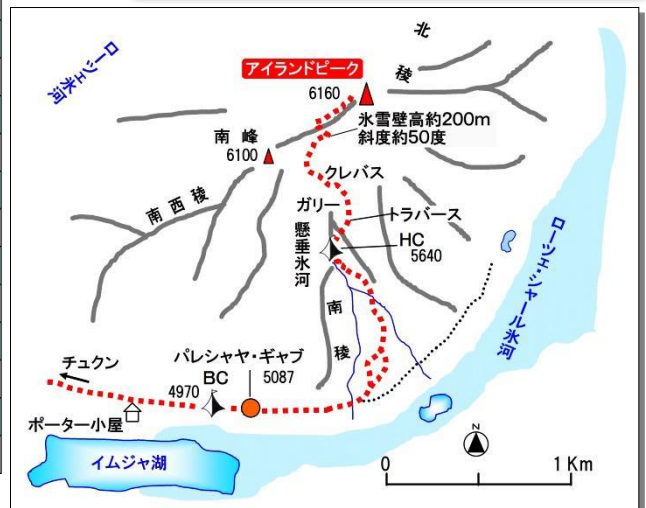 北
稜
ローツェ氷河
アイランドピーク
6160
氷雪壁高約200m
斜度約50度
南峰
6100
クレバス
南西稜
ガリー
トラバース
懸垂氷河
HC
5640
ローツェ・シャール氷河
南稜
パレシャヤ・ギャブ
5087
チュクン
BC
4970
ポーター小屋
イムジャ湖
N
0
1Km